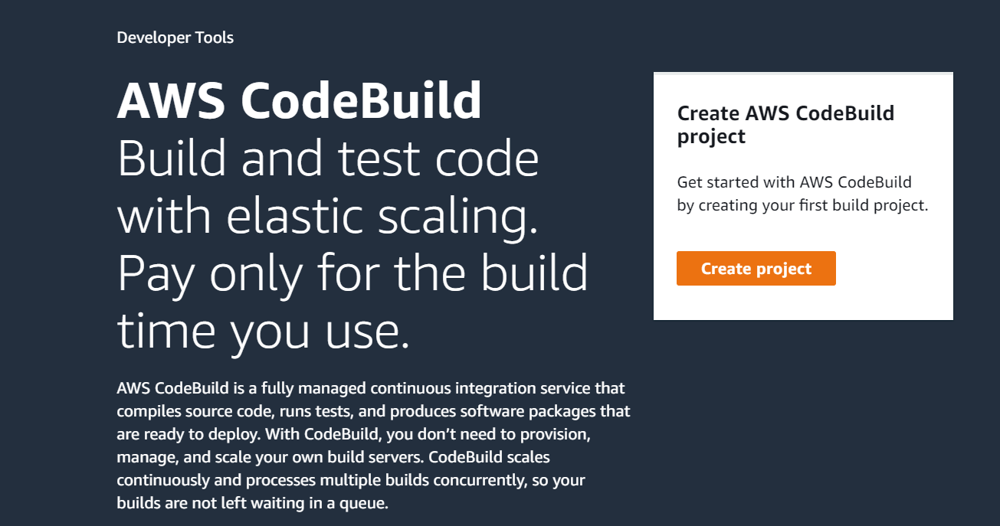 Developer Tools
AWS CodeBuild
Build and test code
with elastic scaling.
Pay only for the build
time you use.
AWS CodeBuild is a fully managed continuous integration service that
compiles source code, runs tests, and produces software packages that
are ready to deploy. With CodeBuild, you don’t need to provision,
manage, and scale your own build servers. CodeBuild scales
continuously and processes multiple builds concurrently, so your
builds are not left waiting in a queue.
Create AWS CodeBuild
project
Get started with AWS CodeBuild
by creating your first build project.
Create project